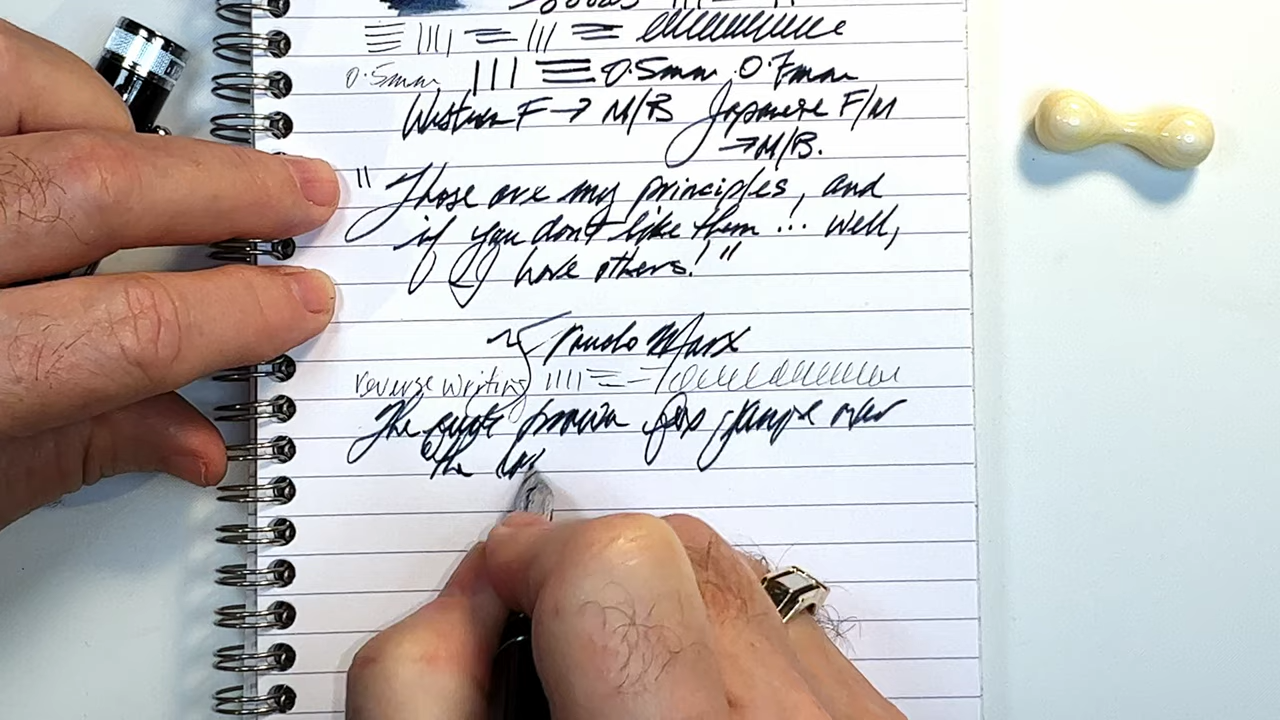 0.5mm 0.5mm 0.7mm
Western F → M/B Japanese F/M
→ M/B.
"Those are my principles, and
if you don't like them ... well,
I have others!"
~ Marx
reverse writing
The quick brown fox jumps over
the